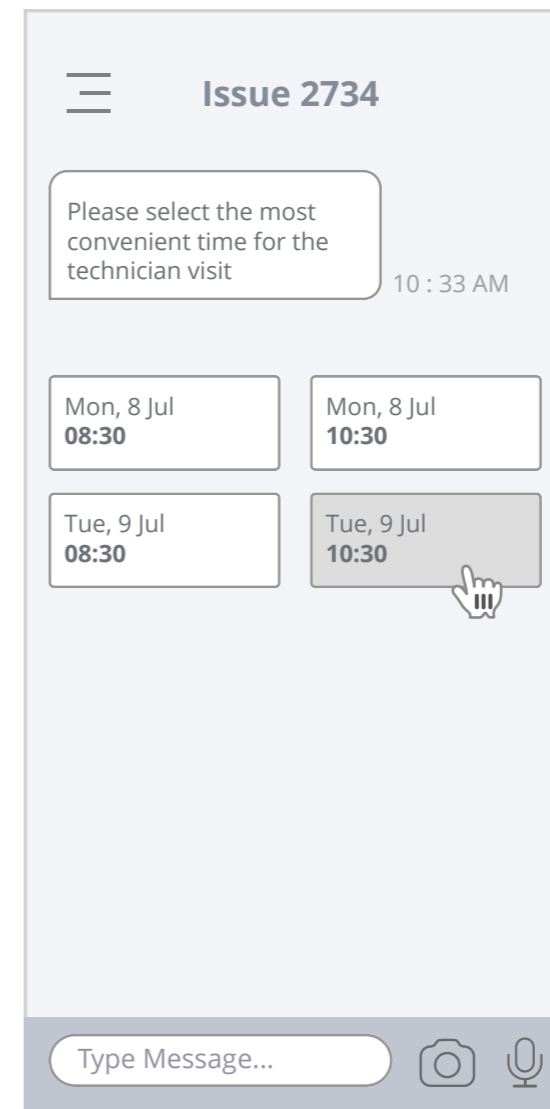 Issue 2734
Please select the most
convenient time for the
technician visit
10 : 33 AM
Mon, 8 Jul
08:30
Mon, 8 Jul
10:30
Tue, 9 Jul
08:30
Tue, 9 Jul
10:30
Type Message...